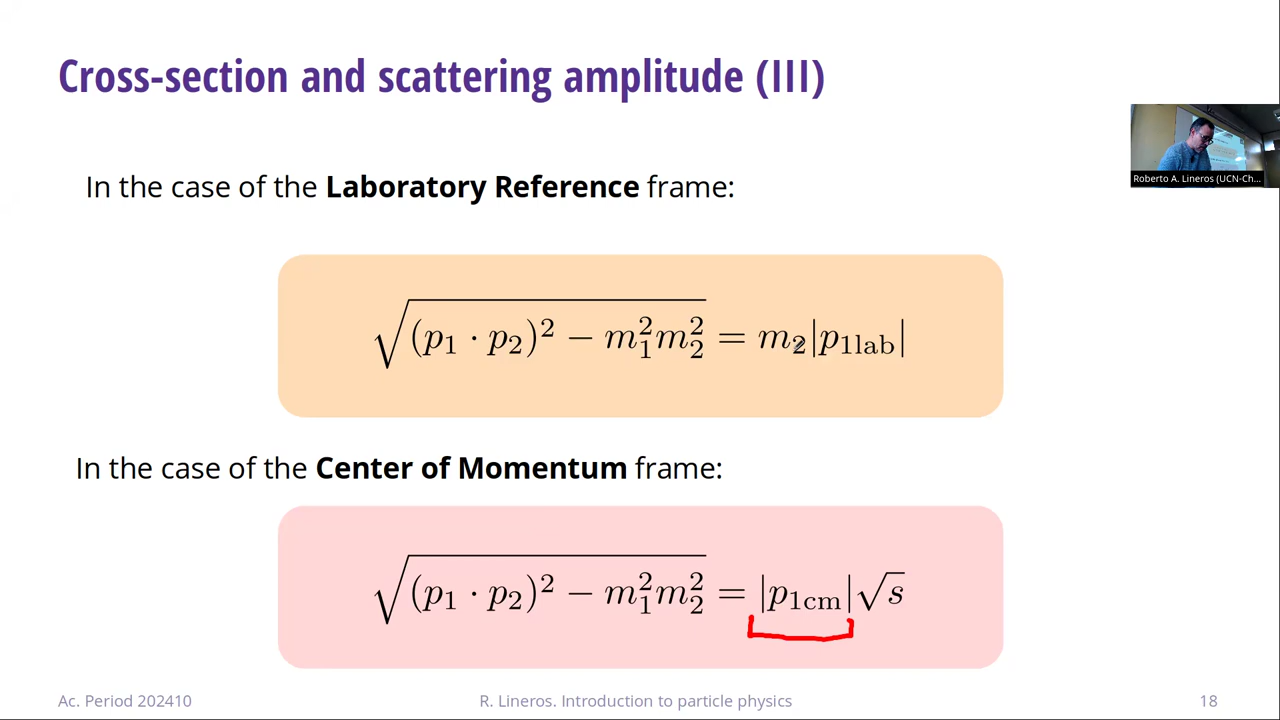 Cross-section and scattering amplitude (III)
In the case of the Laboratory Reference frame:
√((p₁ · p₂)² − m₁²m₂²) = m₂|p₁lab|
Roberto A. Lineros (UCN-Ch...
In the case of the Center of Momentum frame:
√((p₁ · p₂)² − m₁²m₂²) = |p₁cm|√s
Ac. Period 202410
R. Lineros. Introduction to particle physics
18